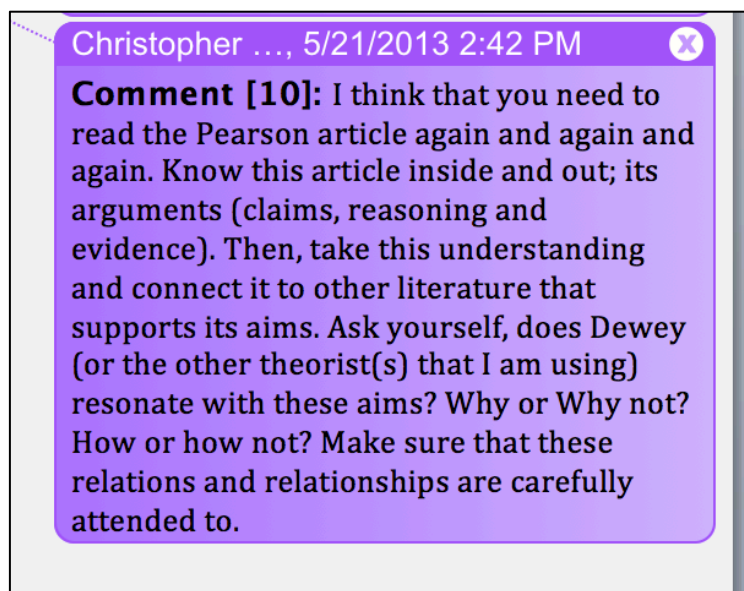 Christopher ..., 5/21/2013 2:42 PM
Comment [10]: I think that you need to
read the Pearson article again and again and
again. Know this article inside and out; its
arguments (claims, reasoning and
evidence). Then, take this understanding
and connect it to other literature that
supports its aims. Ask yourself, does Dewey
(or the other theorist(s) that I am using)
resonate with these aims? Why or Why not?
How or how not? Make sure that these
relations and relationships are carefully
attended to.